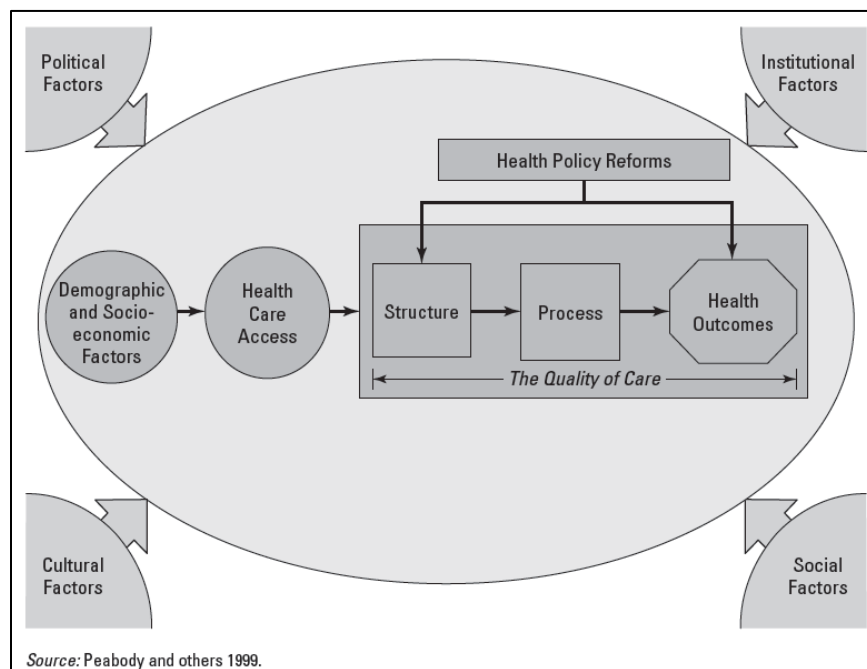 Political
Factors
Institutional
Factors
Health Policy Reforms
Demographic
and Socio-
economic
Factors
Health
Care
Access
Structure
Process
Health
Outcomes
The Quality of Care
Cultural
Factors
Social
Factors
Source: Peabody and others 1999.